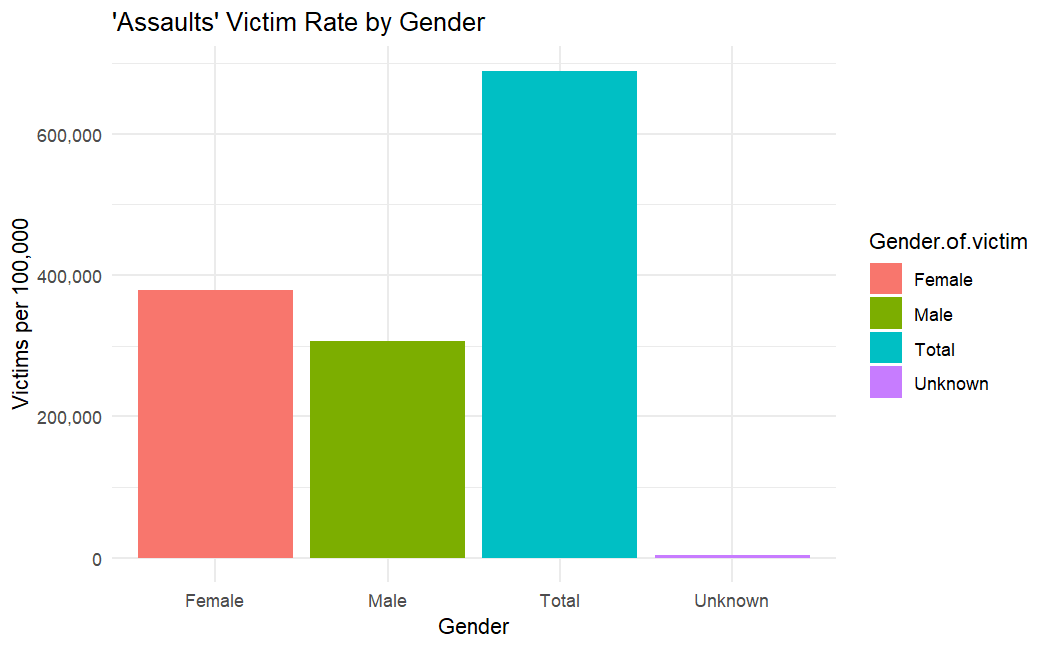 'Assaults' Victim Rate by Gender
Victims per 100,000
600,000
400,000
200,000
0
Female
Male
Total
Unknown
Gender
Gender.of.victim
Female
Male
Total
Unknown